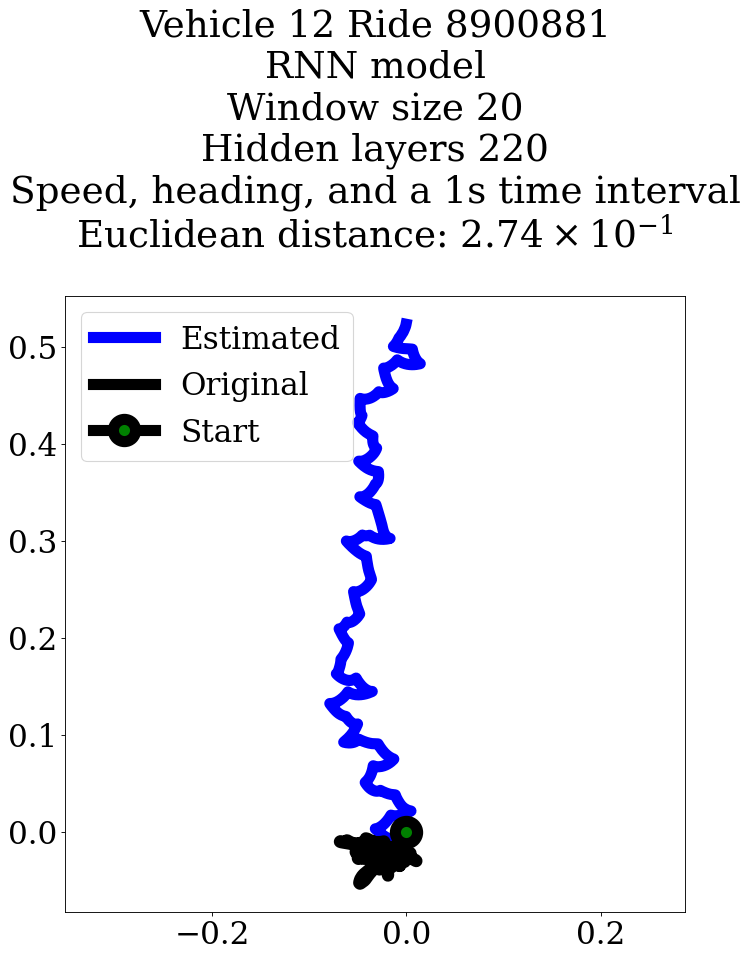 Vehicle 12 Ride 8900881
RNN model
Window size 20
Hidden layers 220
Speed, heading, and a 1s time interval
Euclidean distance: 2.74 × 10⁻¹
Estimated
Original
Start
0.5
0.4
0.3
0.2
0.1
0.0
−0.2 0.0 0.2